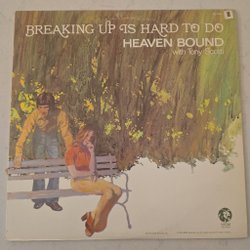 BREAKING UP IS HARD TO DO
HEAVEN BOUND
with Tony Scotti